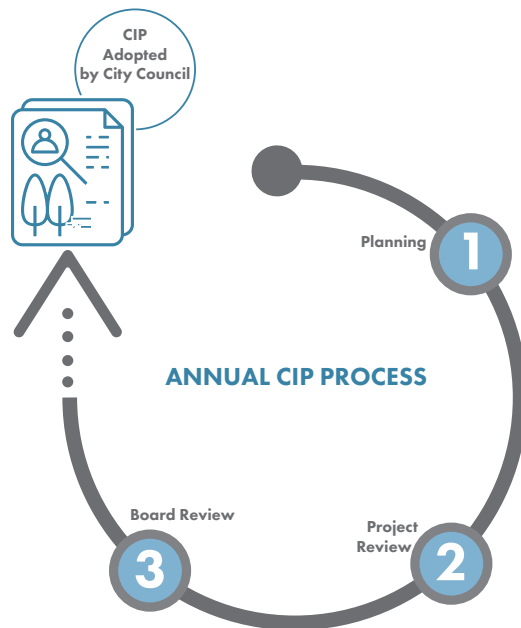 CIP
Adopted
by City Council
1
Planning
ANNUAL CIP PROCESS
Board Review
3
Project
Review
2